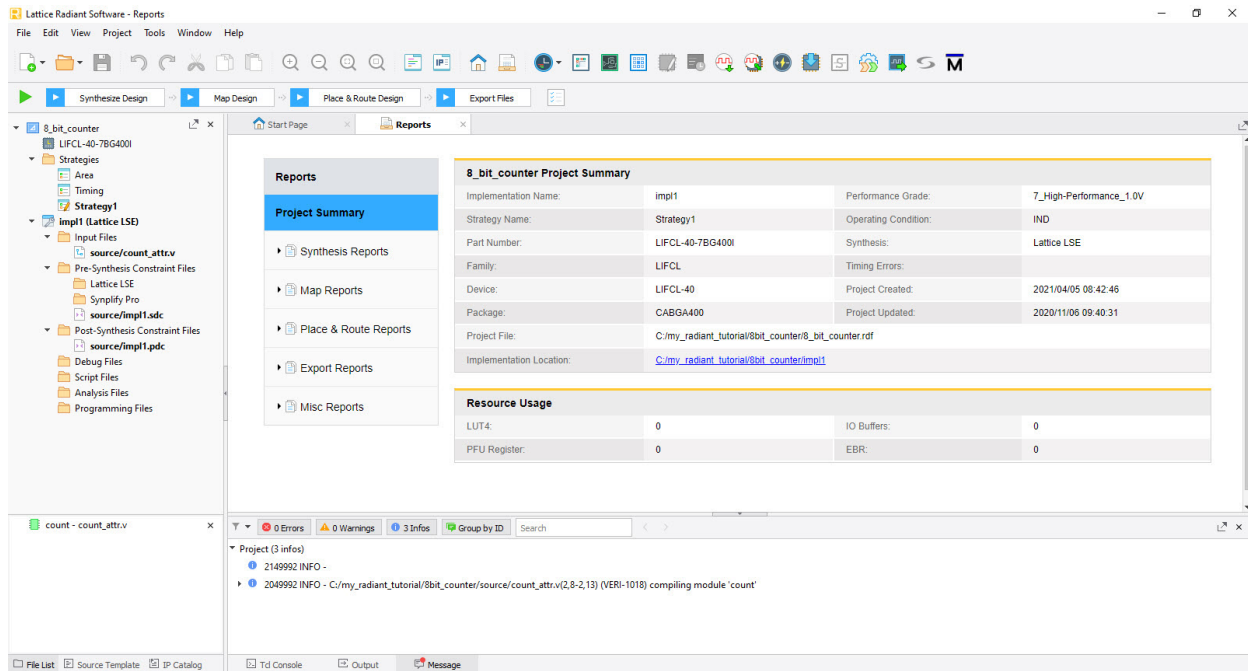 Lattice Radiant Software - Reports
File Edit View Project Tools Window Help
Synthesize Design Map Design Place & Route Design Export Files
8_bit_counter
LIFCL-40-7BG400I
Strategies
Area
Timing
Strategy1
impl1 (Lattice LSE)
Input Files
source/count_attr.v
Pre-Synthesis Constraint Files
Lattice LSE
Synplify Pro
source/impl1.sdc
Post-Synthesis Constraint Files
source/impl1.pdc
Debug Files
Script Files
Analysis Files
Programming Files
Start Page Reports
Reports
Project Summary
Synthesis Reports
Map Reports
Place & Route Reports
Export Reports
Misc Reports
8_bit_counter Project Summary
Implementation Name: impl1 Performance Grade: 7_High-Performance_1.0V
Strategy Name: Strategy1 Operating Condition: IND
Part Number: LIFCL-40-7BG400I Synthesis: Lattice LSE
Family: LIFCL Timing Errors:
Device: LIFCL-40 Project Created: 2021/04/05 08:42:46
Package: CABGA400 Project Updated: 2020/11/06 09:40:31
Project File: C:/my_radiant_tutorial/8bit_counter/8_bit_counter.rdf
Implementation Location: C:/my_radiant_tutorial/8bit_counter/impl1
Resource Usage
LUT4: 0 IO Buffers: 0
PFU Register: 0 EBR: 0
count - count_attr.v
0 Errors 0 Warnings 3 Infos Group by ID Search
Project (3 infos)
2149992 INFO -
2049992 INFO - C:/my_radiant_tutorial/8bit_counter/source/count_attr.v(2,8-2,13) (VERI-1018) compiling module 'count'
File List Source Template IP Catalog
Tcl Console Output Message